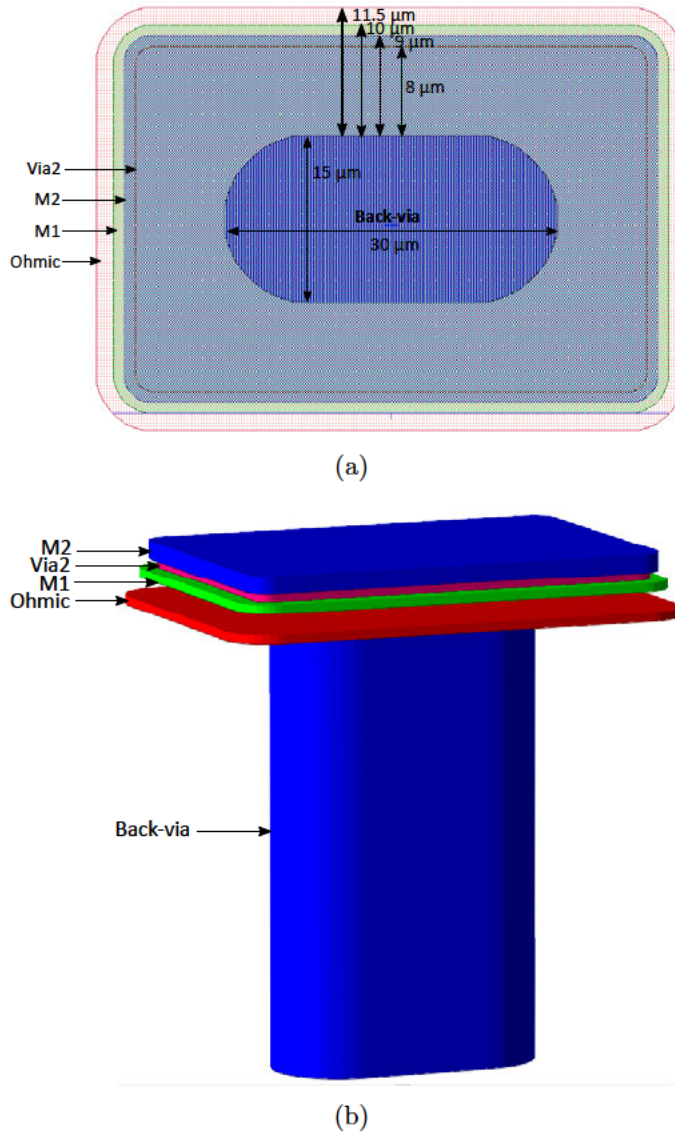 11.5 μm
10 μm
9 μm
8 μm
Via2
15 μm
M2
Back-via
M1
30 μm
Ohmic
(a)
M2
Via2
M1
Ohmic
Back-via
(b)